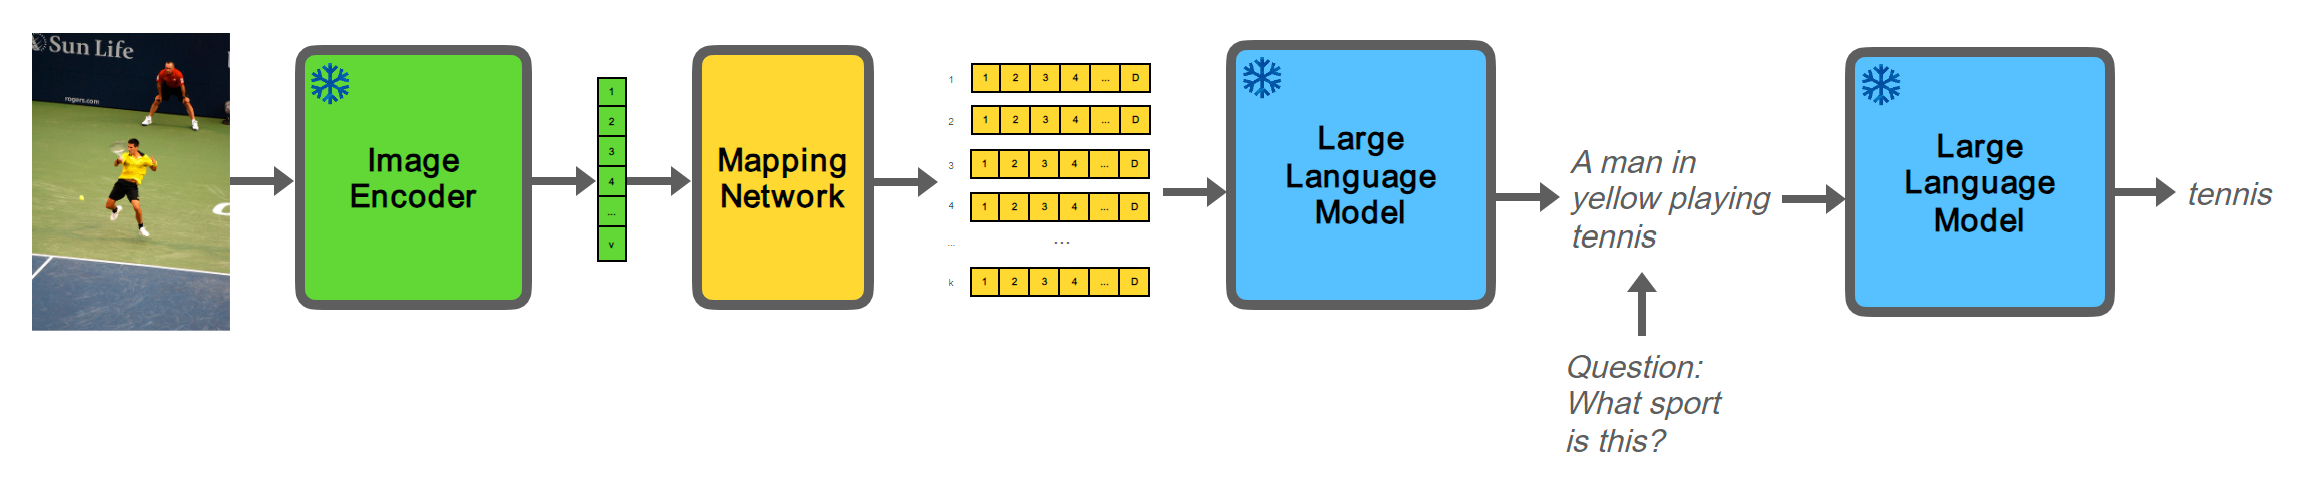 Sun Life
rogers.com
Image
Encoder
1
2
3
4
...
v
Mapping
Network
1 1 2 3 4 ... D
2 1 2 3 4 ... D
3 1 2 3 4 ... D
4 1 2 3 4 ... D
... ...
k 1 2 3 4 ... D
Large
Language
Model
A man in
yellow playing
tennis
Question:
What sport
is this?
Large
Language
Model
tennis